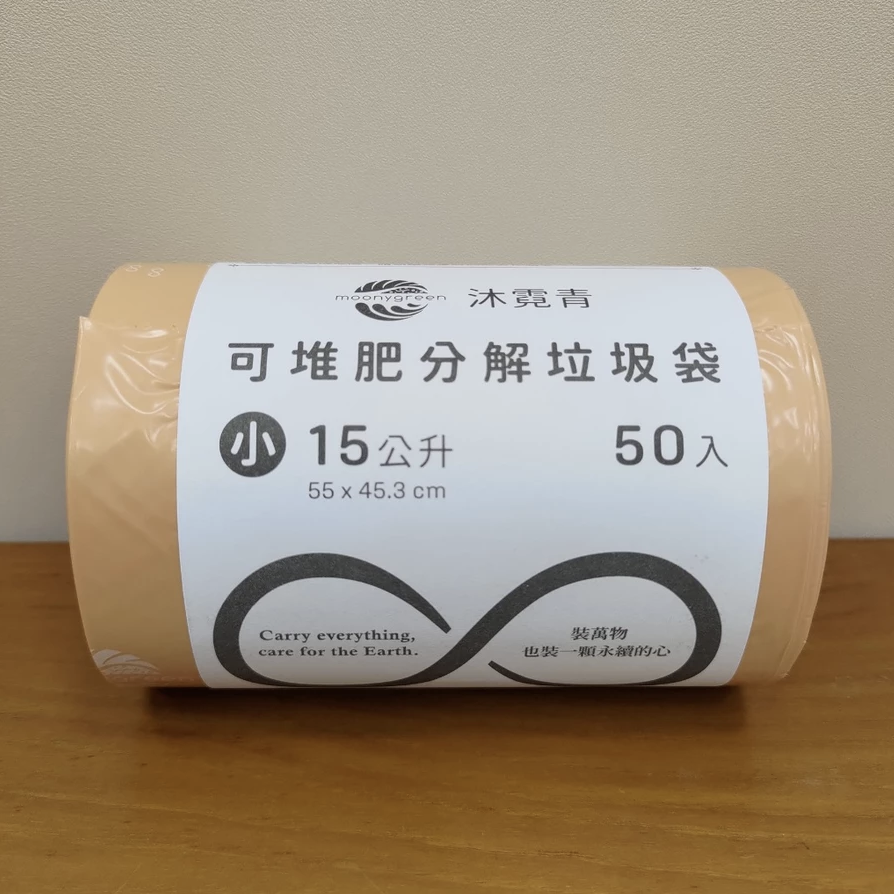 moonygreen 沐霓青
可堆肥分解垃圾袋
小 15公升 50入
55 x 45.3 cm
Carry everything,
care for the Earth.
裝萬物
也裝一顆永續的心